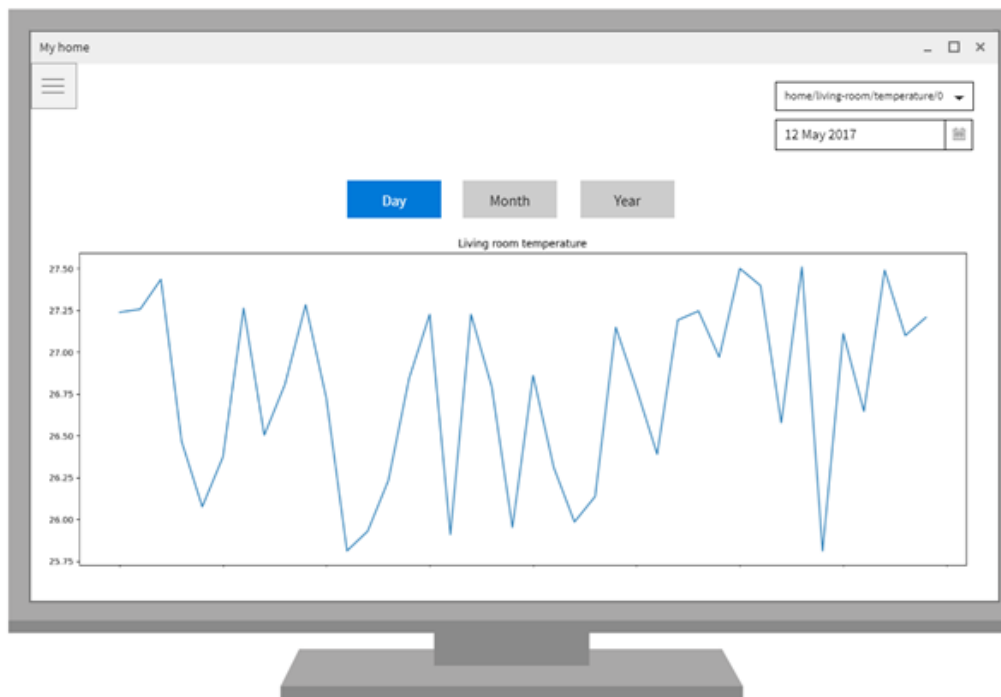 My home
home/living-room/temperature/0
12 May 2017
Day Month Year
Living room temperature
27.50
27.25
27.00
26.75
26.50
26.25
26.00
25.75